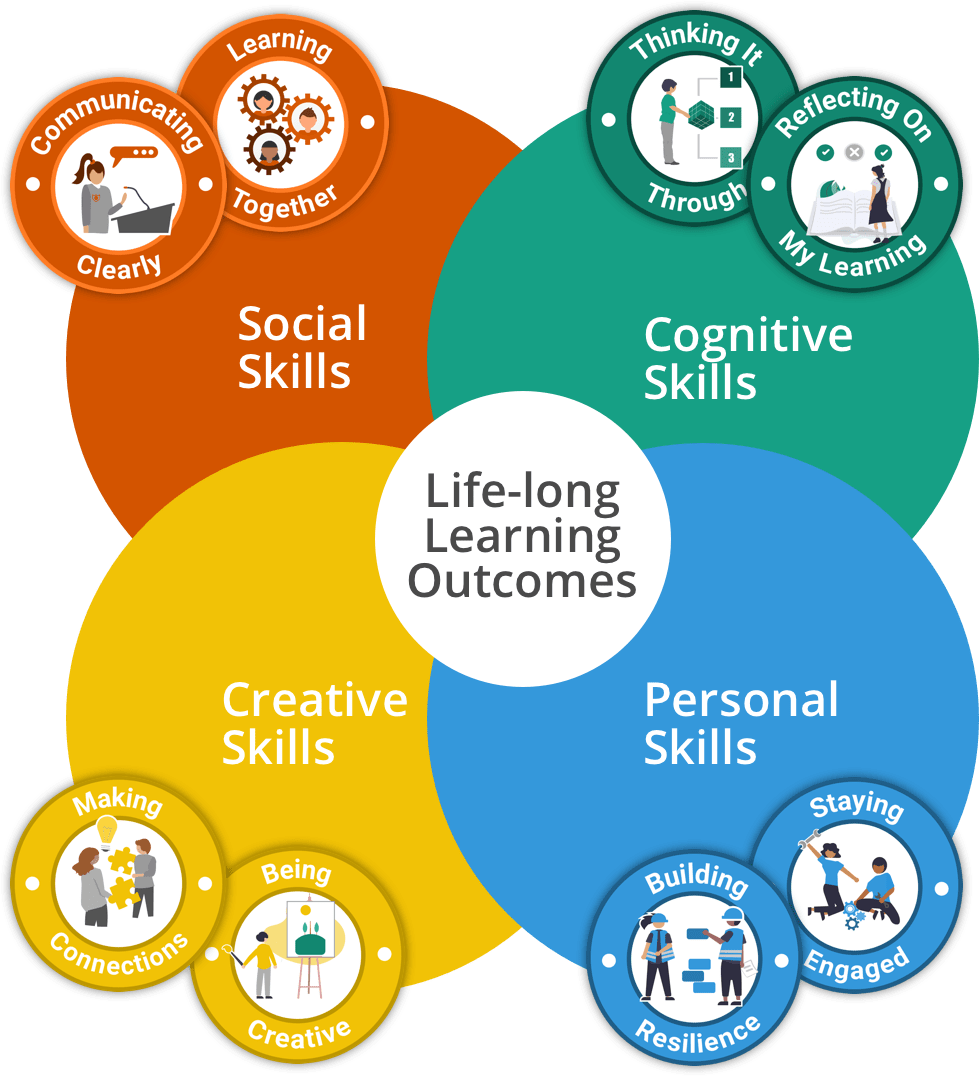 Learning
Together
Communicating
Clearly
Thinking It
Through
1
2
3
Reflecting On
My Learning
Social
Skills
Cognitive
Skills
Life-long
Learning
Outcomes
Creative
Skills
Personal
Skills
Making
Connections
Being
Creative
Building
Resilience
Staying
Engaged